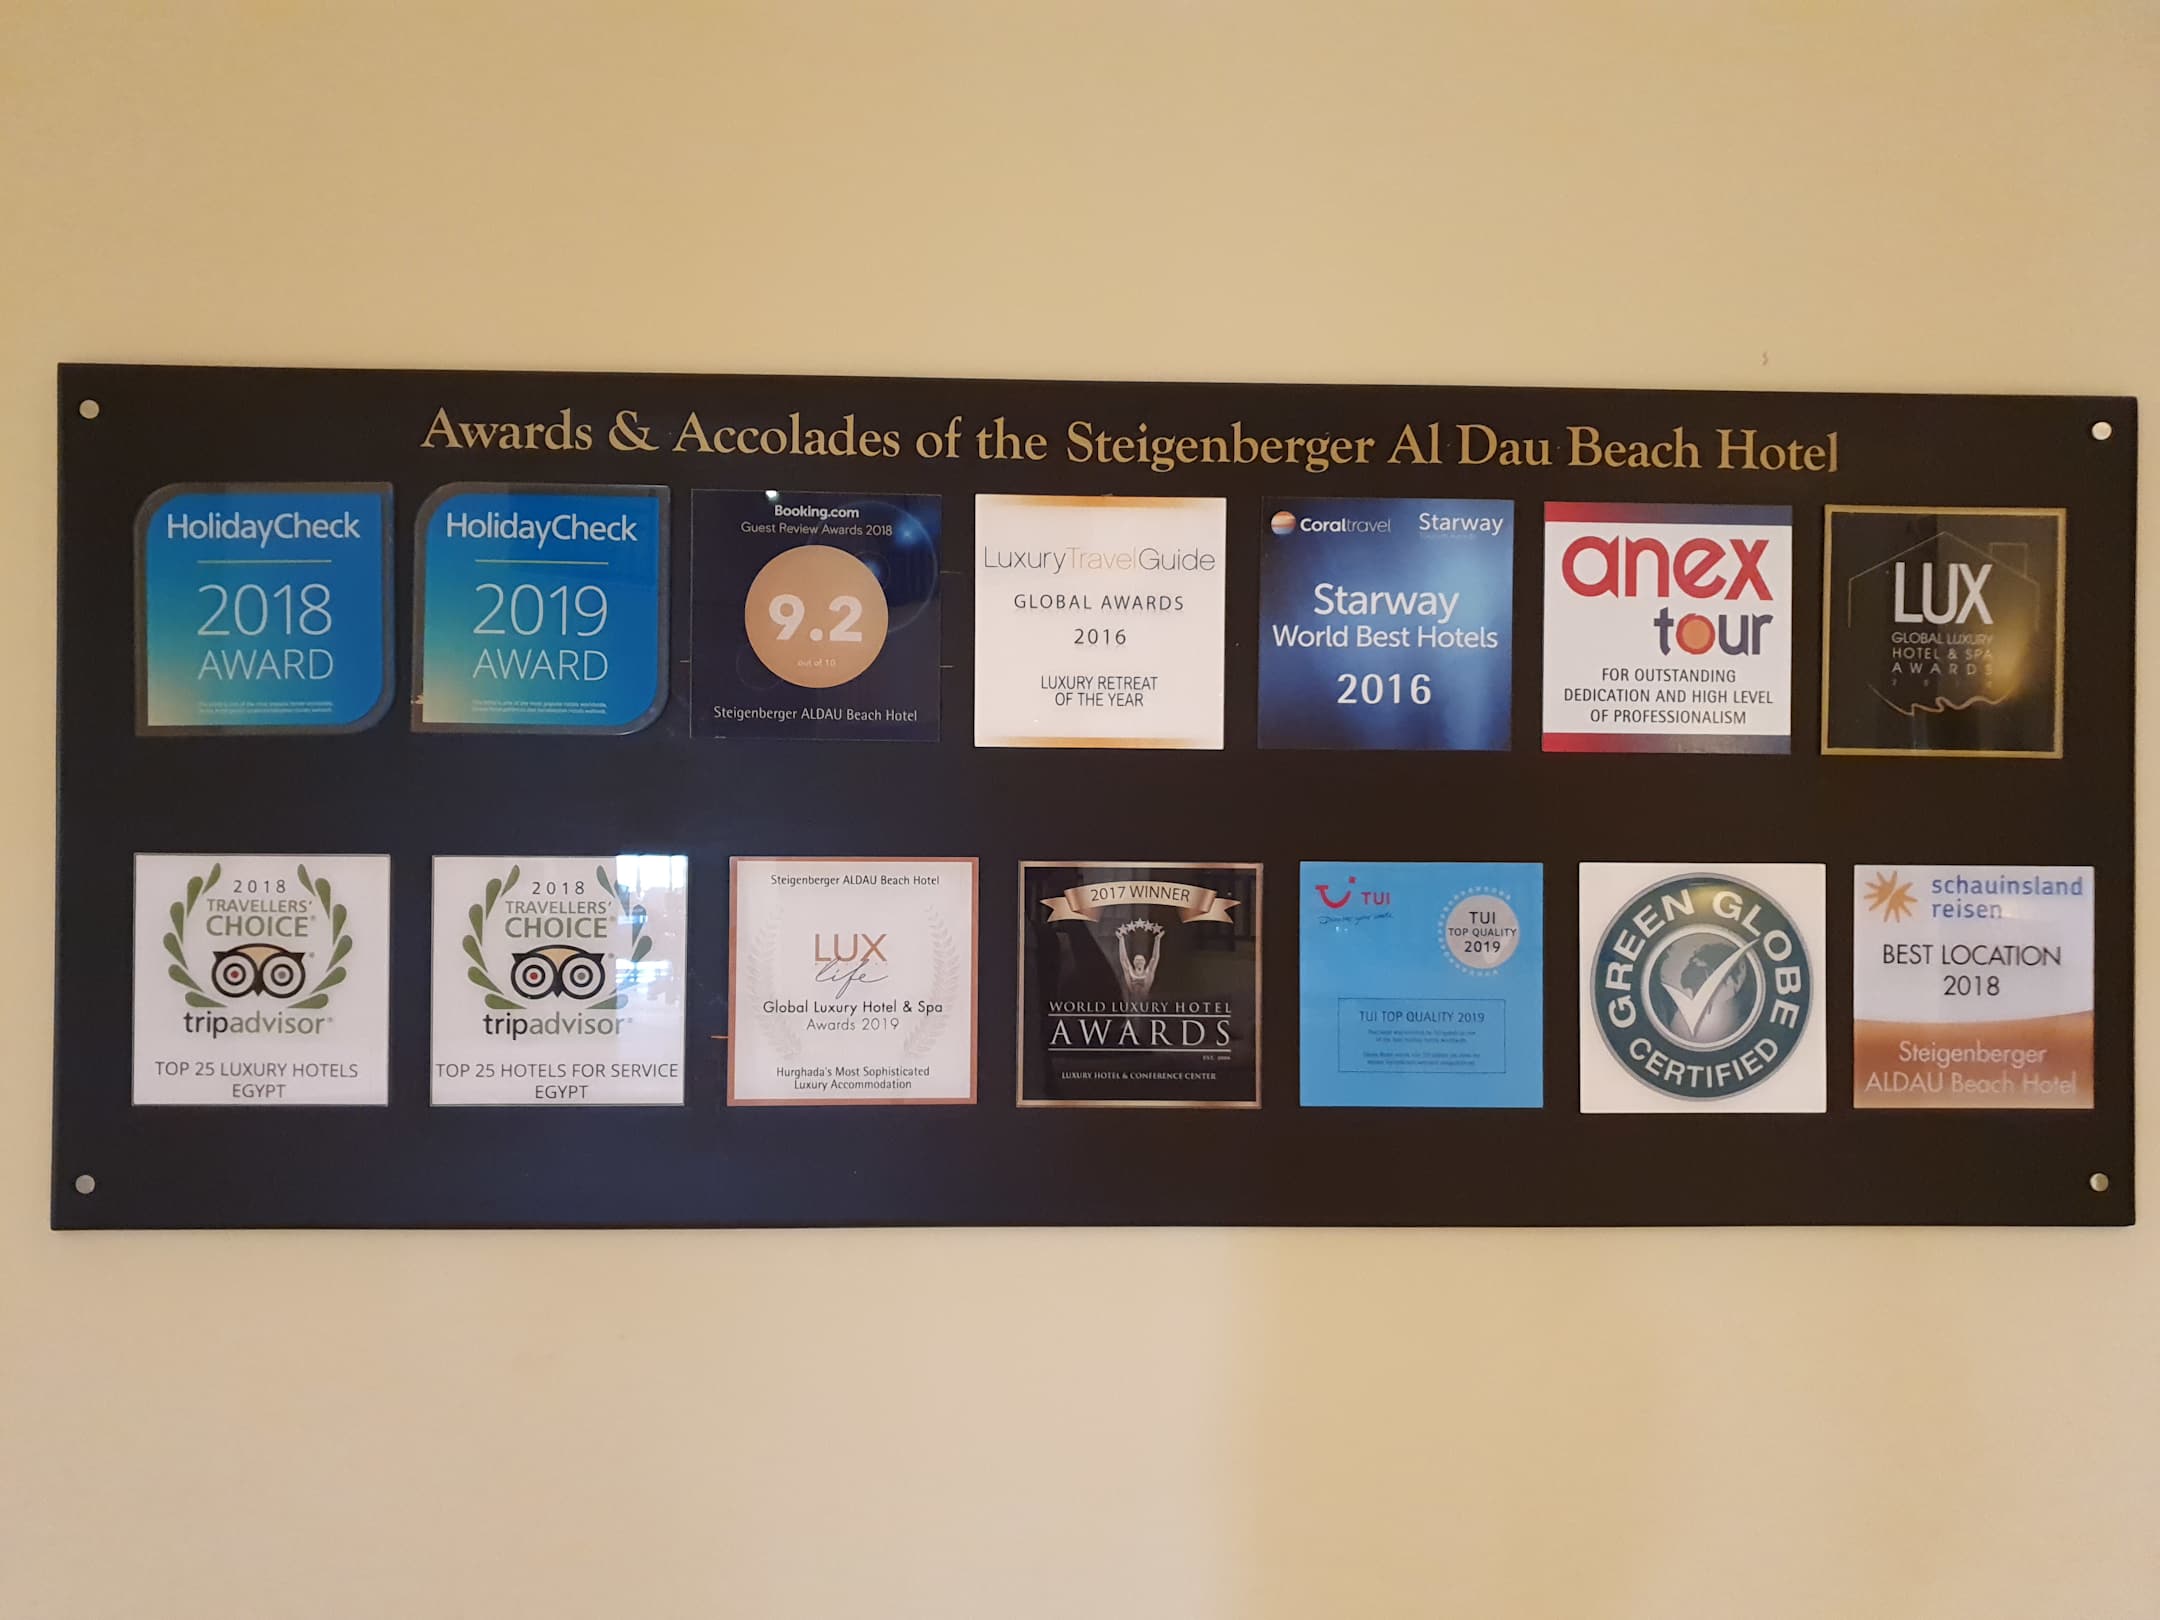 Awards & Accolades of the Steigenberger Al Dau Beach Hotel
HolidayCheck
2018
AWARD
HolidayCheck
2019
AWARD
Booking.com
Guest Review Awards 2018
9.2
out of 10
Steigenberger ALDAU Beach Hotel
LuxuryTravelGuide
GLOBAL AWARDS
2016
LUXURY RETREAT
OF THE YEAR
Coraltravel
Starway
Starway
World Best Hotels
2016
anex
tour
FOR OUTSTANDING
DEDICATION AND HIGH LEVEL
OF PROFESSIONALISM
LUX
GLOBAL LUXURY
HOTEL & SPA
AWARDS
2018
TRAVELLERS'
CHOICE®
tripadvisor®
TOP 25 LUXURY HOTELS
EGYPT
2018
TRAVELLERS'
CHOICE®
tripadvisor®
TOP 25 HOTELS FOR SERVICE
EGYPT
Steigenberger ALDAU Beach Hotel
LUX
life
Global Luxury Hotel & Spa
Awards 2019
Hurghada's Most Sophisticated
Luxury Accommodation
2017 WINNER
WORLD LUXURY HOTEL
AWARDS
EST. 2006
LUXURY HOTEL & CONFERENCE CENTER
TUI
TUI
TOP QUALITY
2019
TUI TOP QUALITY 2019
GREEN GLOBE
CERTIFIED
schauinsland
reisen
BEST LOCATION
2018
Steigenberger
ALDAU Beach Hotel